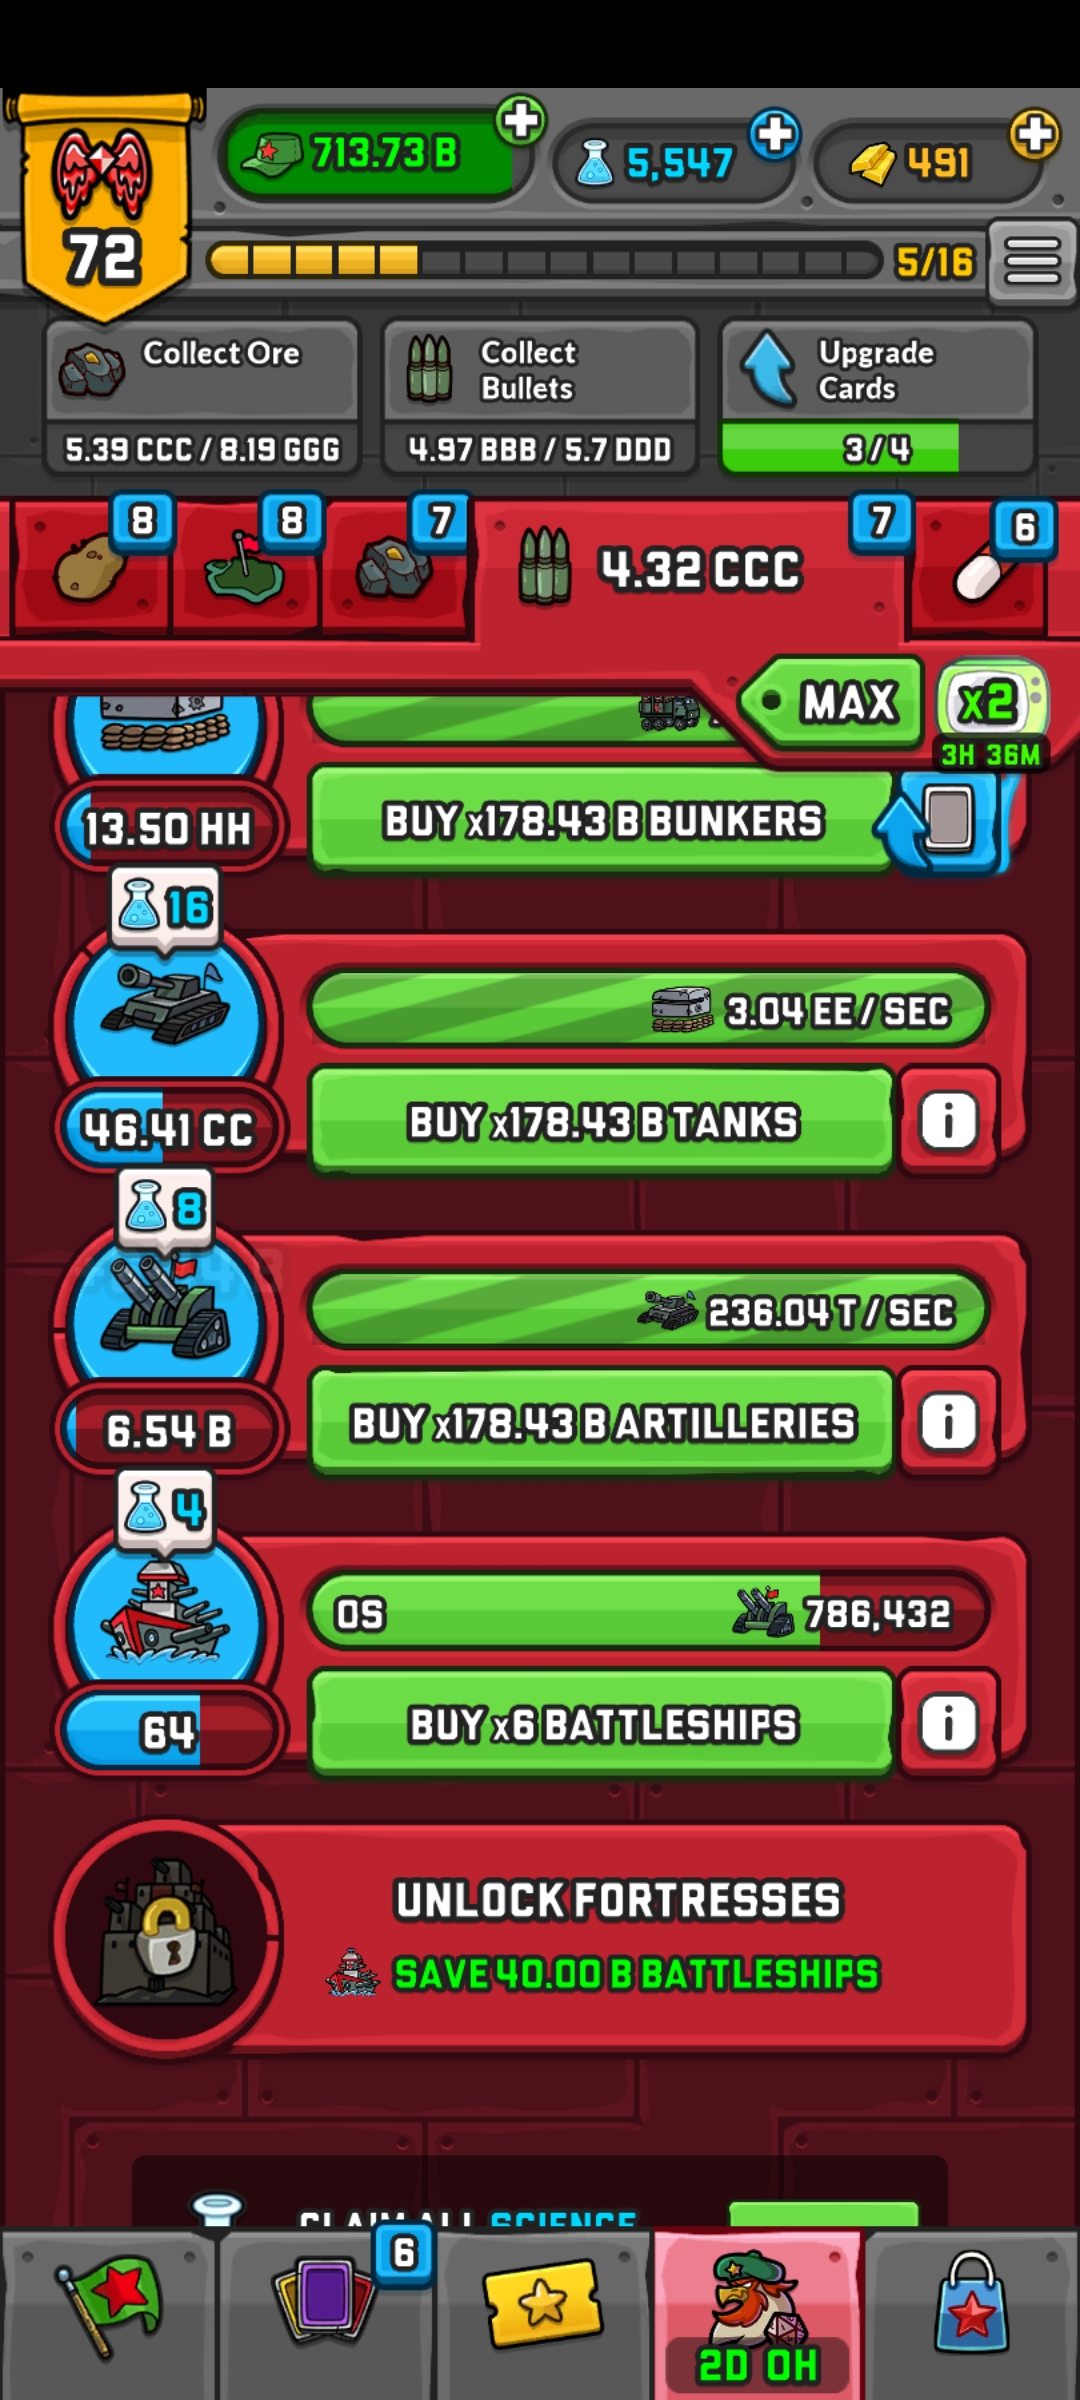 713.73 B
5,547
491
72
5/16
Collect Ore
5.39 CCC / 8.19 GGG
Collect
Bullets
4.97 BBB / 5.7 DDD
Upgrade
Cards
3/4
8
8
7
4.32 CCC
7
6
MAX
x2
3H 36M
13.50 HH
BUY x178.43 B BUNKERS
16
3.04 EE / SEC
46.41 CC
BUY x178.43 B TANKS
i
8
236.04 T / SEC
6.54 B
BUY x178.43 B ARTILLERIES
i
4
0S
786,432
64
BUY x6 BATTLESHIPS
i
UNLOCK FORTRESSES
SAVE 40.00 B BATTLESHIPS
CLAIM ALL SCIENCE
6
2D 0H